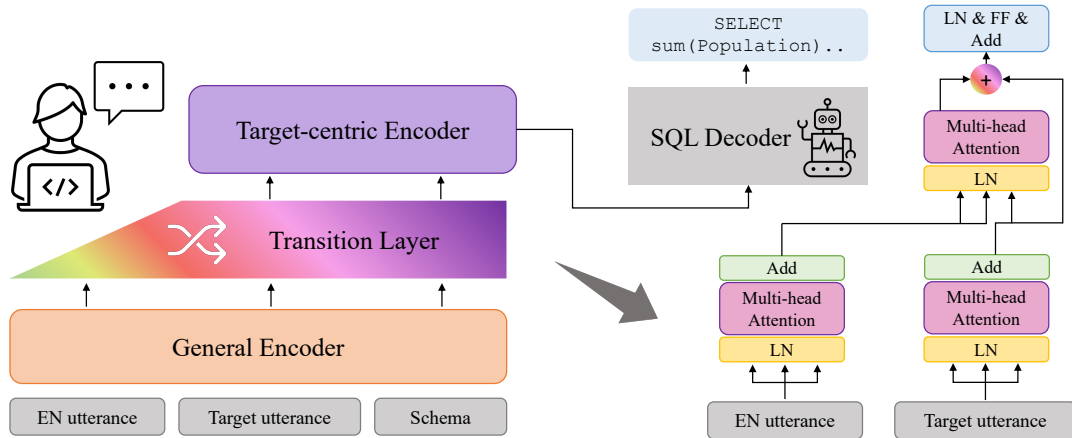 Target-centric Encoder
Transition Layer
General Encoder
EN utterance
Target utterance
Schema
SELECT
sum(Population)..
SQL Decoder
LN & FF &
Add
+
Multi-head
Attention
LN
Add
Multi-head
Attention
LN
EN utterance
Add
Multi-head
Attention
LN
Target utterance